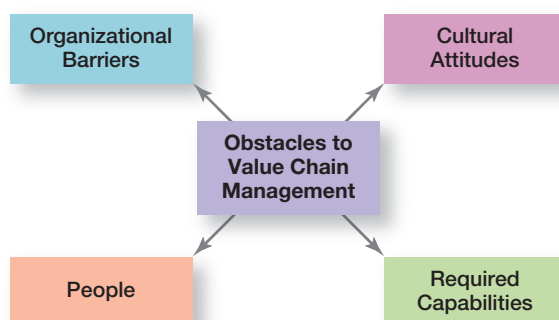 Organizational
Barriers
Cultural
Attitudes
Obstacles to
Value Chain
Management
People
Required
Capabilities